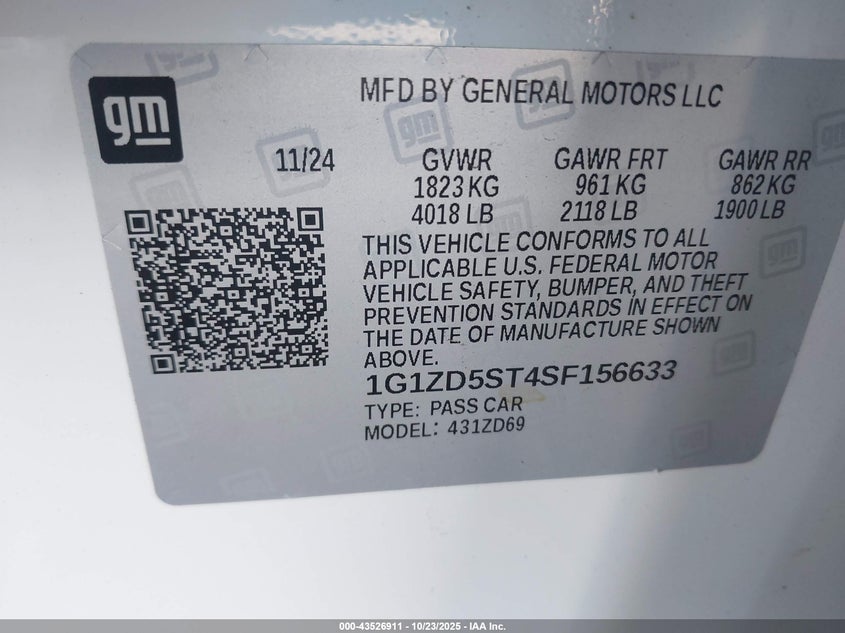 gm
MFD BY GENERAL MOTORS LLC
11/24 GVWR GAWR FRT GAWR RR
1823 KG 961 KG 862 KG
4018 LB 2118 LB 1900 LB
THIS VEHICLE CONFORMS TO ALL
APPLICABLE U.S. FEDERAL MOTOR
VEHICLE SAFETY, BUMPER, AND THEFT
PREVENTION STANDARDS IN EFFECT ON
THE DATE OF MANUFACTURE SHOWN
ABOVE.
1G1ZD5ST4SF156633
TYPE: PASS CAR
MODEL: 431ZD69
000-43526911 - 10/23/2025 - IAA Inc.